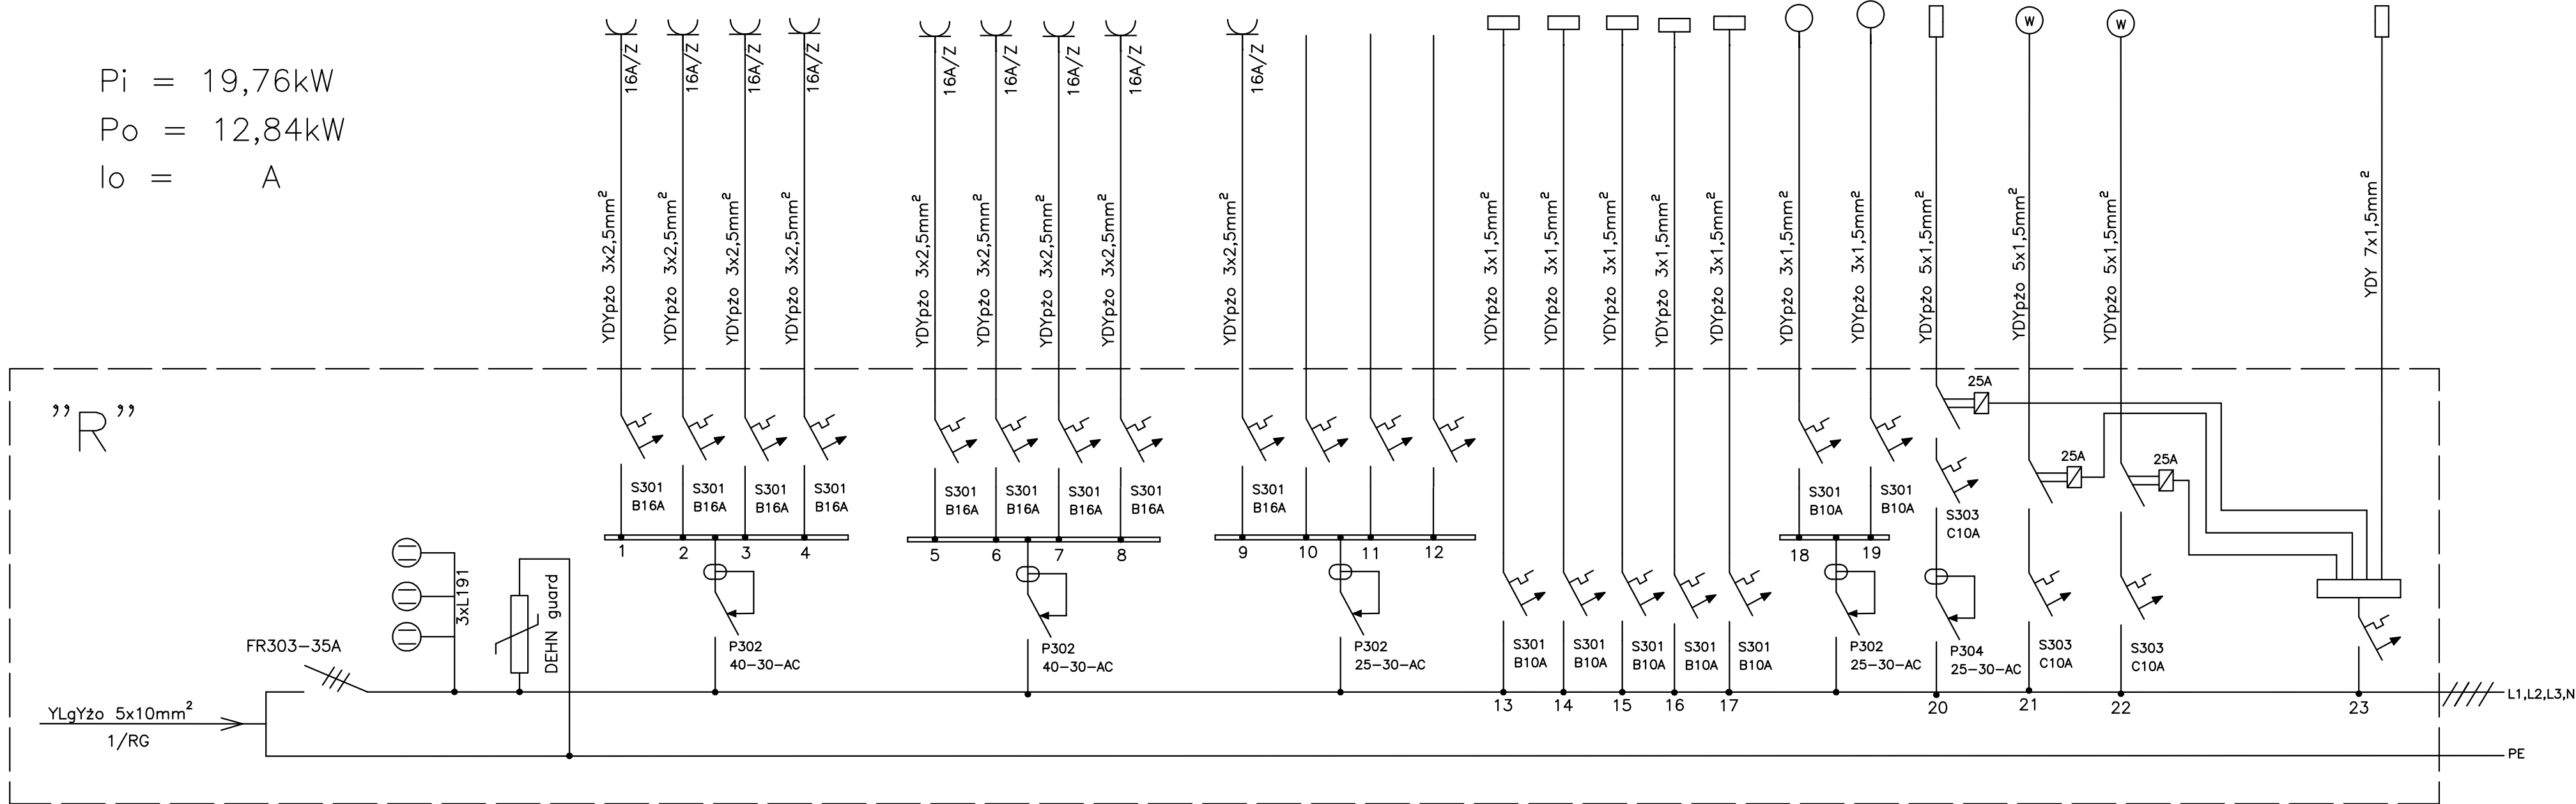 Pi = 19,76kW
Po = 12,84kW
Io = A
16A/Z
16A/Z
16A/Z
16A/Z
16A/Z
16A/Z
16A/Z
16A/Z
16A/Z
W
W
YDYpżo 3x2,5mm²
YDYpżo 3x2,5mm²
YDYpżo 3x2,5mm²
YDYpżo 3x2,5mm²
YDYpżo 3x2,5mm²
YDYpżo 3x2,5mm²
YDYpżo 3x2,5mm²
YDYpżo 3x2,5mm²
YDYpżo 3x2,5mm²
YDYpżo 3x1,5mm²
YDYpżo 3x1,5mm²
YDYpżo 3x1,5mm²
YDYpżo 3x1,5mm²
YDYpżo 3x1,5mm²
YDYpżo 3x1,5mm²
YDYpżo 3x1,5mm²
YDYpżo 5x1,5mm²
YDYpżo 5x1,5mm²
YDYpżo 5x1,5mm²
YDY 7x1,5mm²
”R”
25A
25A
25A
S301
B16A
S301
B16A
S301
B16A
S301
B16A
S301
B16A
S301
B16A
S301
B16A
S301
B16A
S301
B16A
S301
B10A
S301
B10A
S303
C10A
1
2
3
4
5
6
7
8
9
10
11
12
18
19
3xL191
DEHN guard
FR303-35A
P302
40-30-AC
P302
40-30-AC
P302
25-30-AC
S301
B10A
S301
B10A
S301
B10A
S301
B10A
S301
B10A
P302
25-30-AC
P304
25-30-AC
S303
C10A
S303
C10A
13
14
15
16
17
20
21
22
23
L1,L2,L3,N
YLgYżo 5x10mm²
1/RG
PE